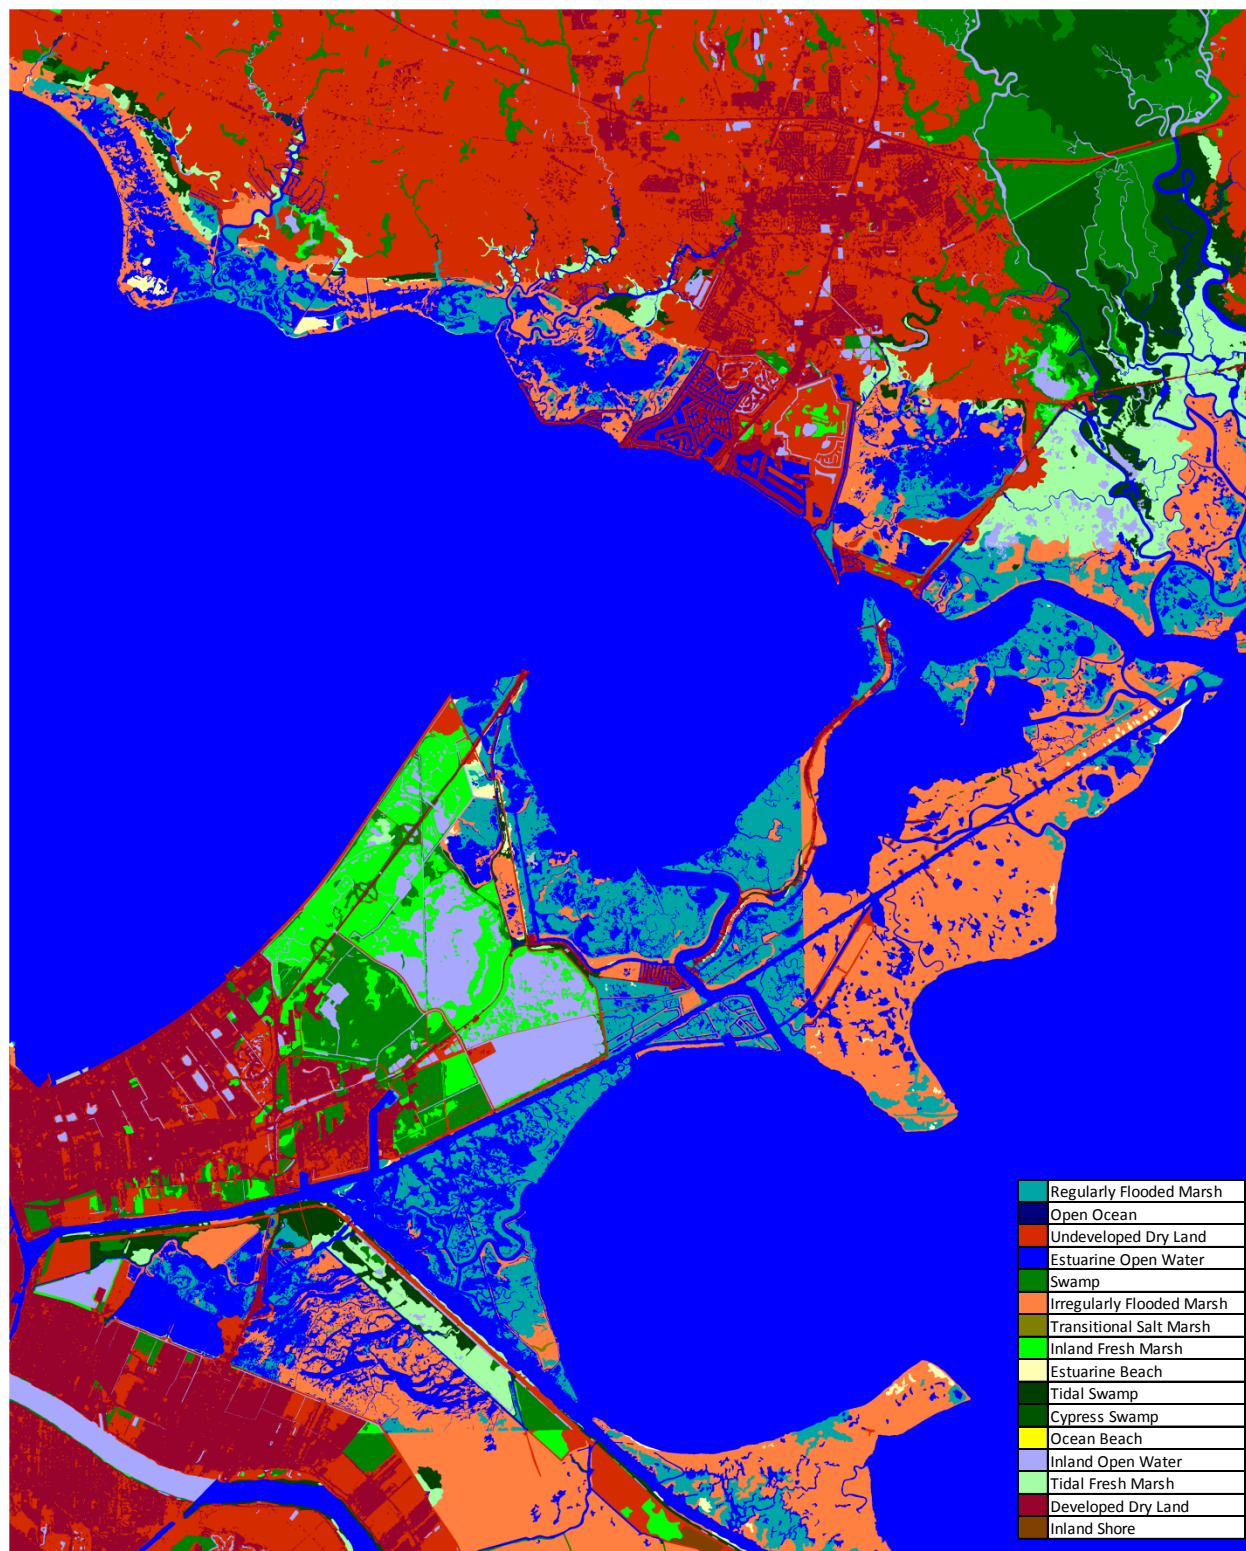 Regularly Flooded Marsh
Open Ocean
Undeveloped Dry Land
Estuarine Open Water
Swamp
Irregularly Flooded Marsh
Transitional Salt Marsh
Inland Fresh Marsh
Estuarine Beach
Tidal Swamp
Cypress Swamp
Ocean Beach
Inland Open Water
Tidal Fresh Marsh
Developed Dry Land
Inland Shore